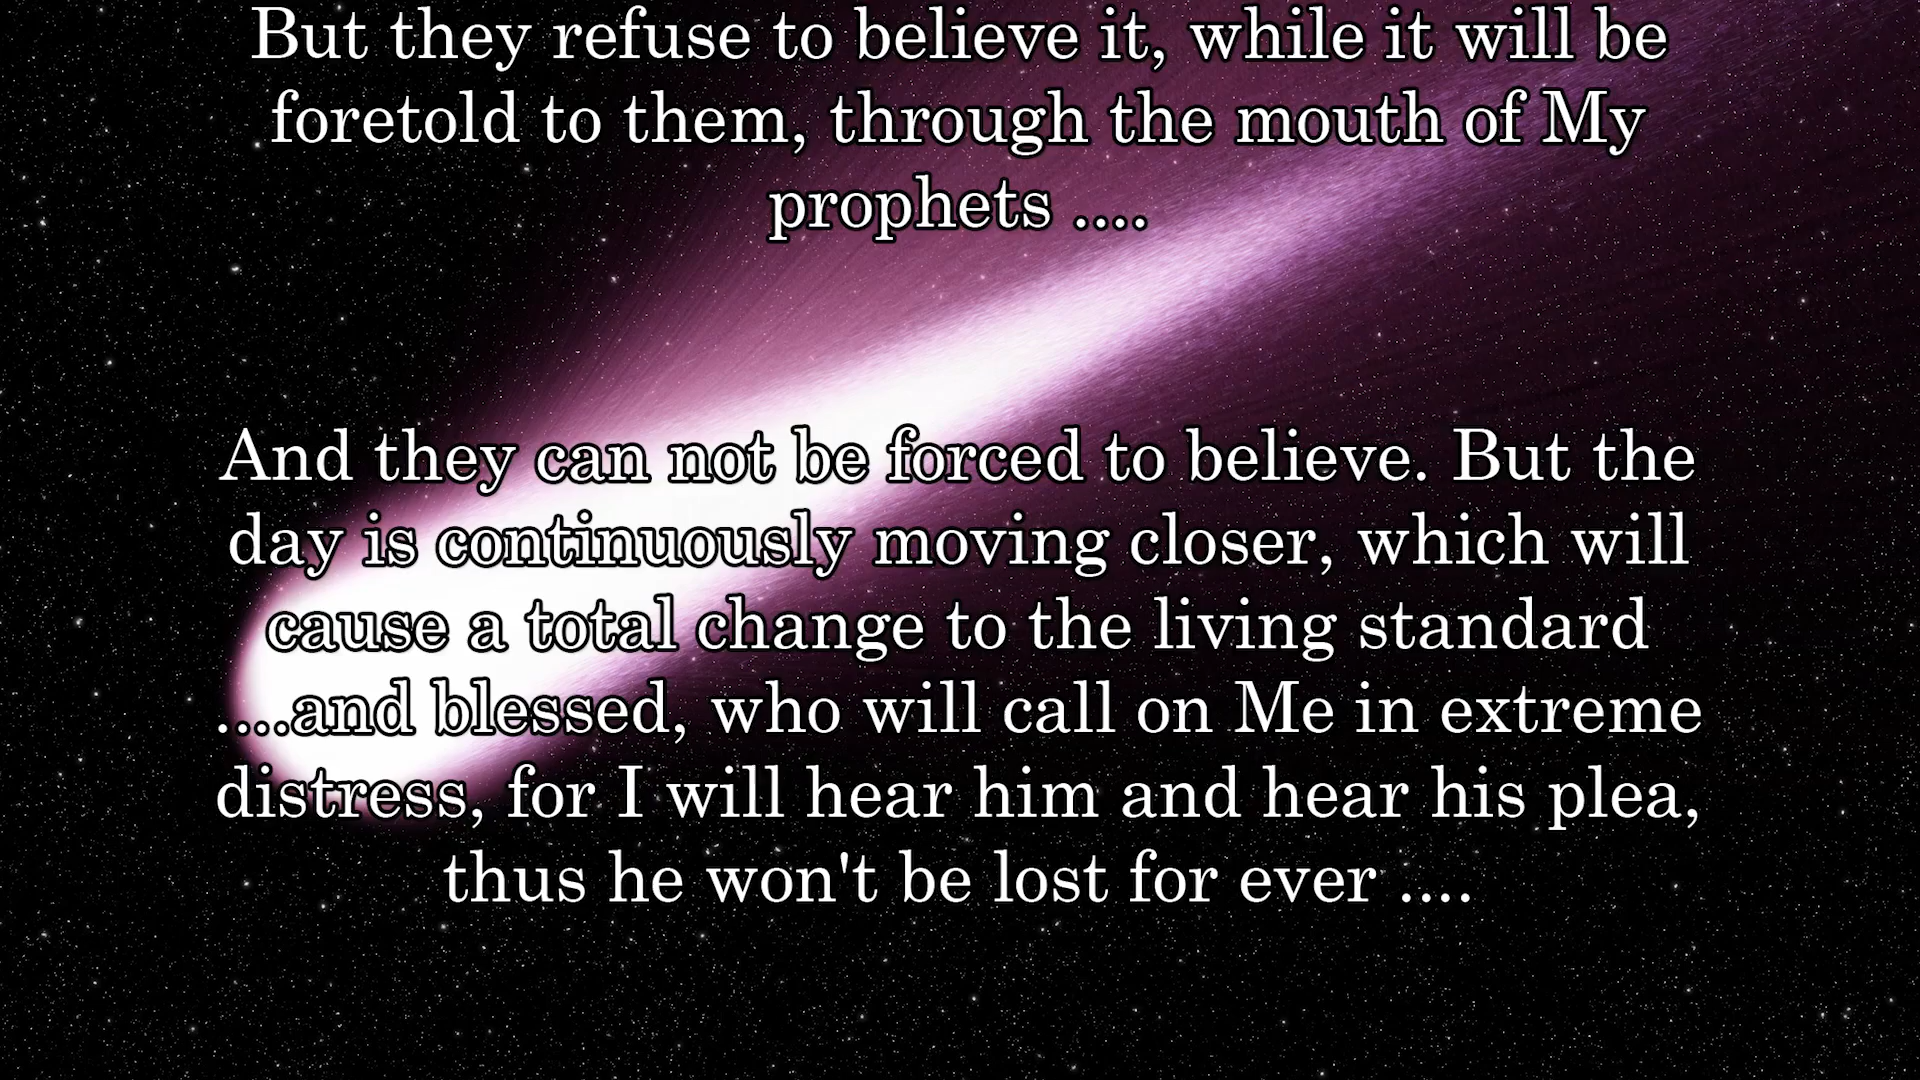 But they refuse to believe it, while it will be
foretold to them, through the mouth of My
prophets ....
And they can not be forced to believe. But the
day is continuously moving closer, which will
cause a total change to the living standard
....and blessed, who will call on Me in extreme
distress, for I will hear him and hear his plea,
thus he won't be lost for ever ....